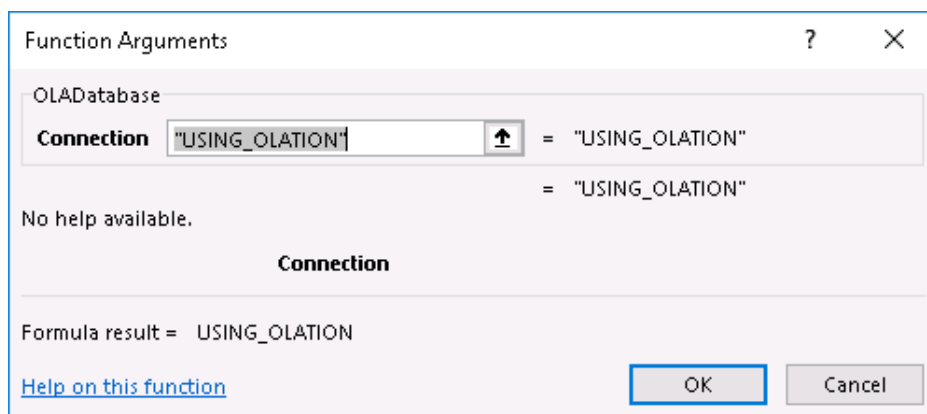 Function Arguments ? ×
OLADatabase
Connection "USING_OLATION" = "USING_OLATION"
= "USING_OLATION"
No help available.
Connection
Formula result = USING_OLATION
Help on this function OK Cancel